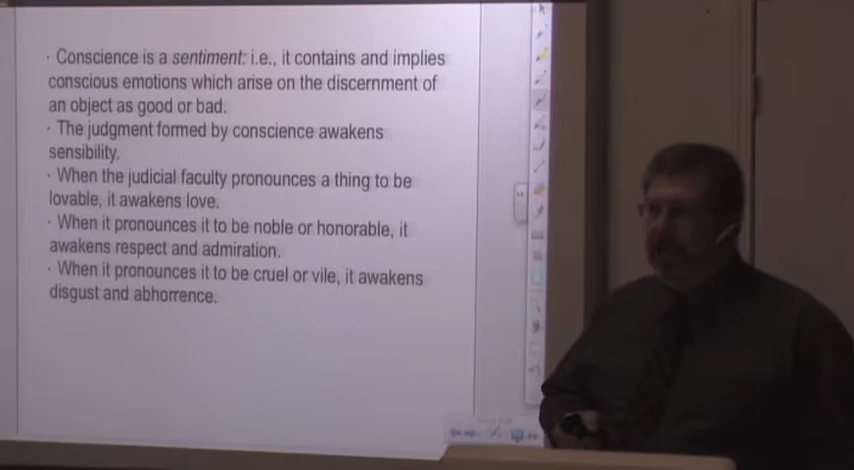 · Conscience is a sentiment: i.e., it contains and implies
conscious emotions which arise on the discernment of
an object as good or bad.
· The judgment formed by conscience awakens
sensibility.
· When the judicial faculty pronounces a thing to be
lovable, it awakens love.
· When it pronounces it to be noble or honorable, it
awakens respect and admiration.
· When it pronounces it to be cruel or vile, it awakens
disgust and abhorrence.